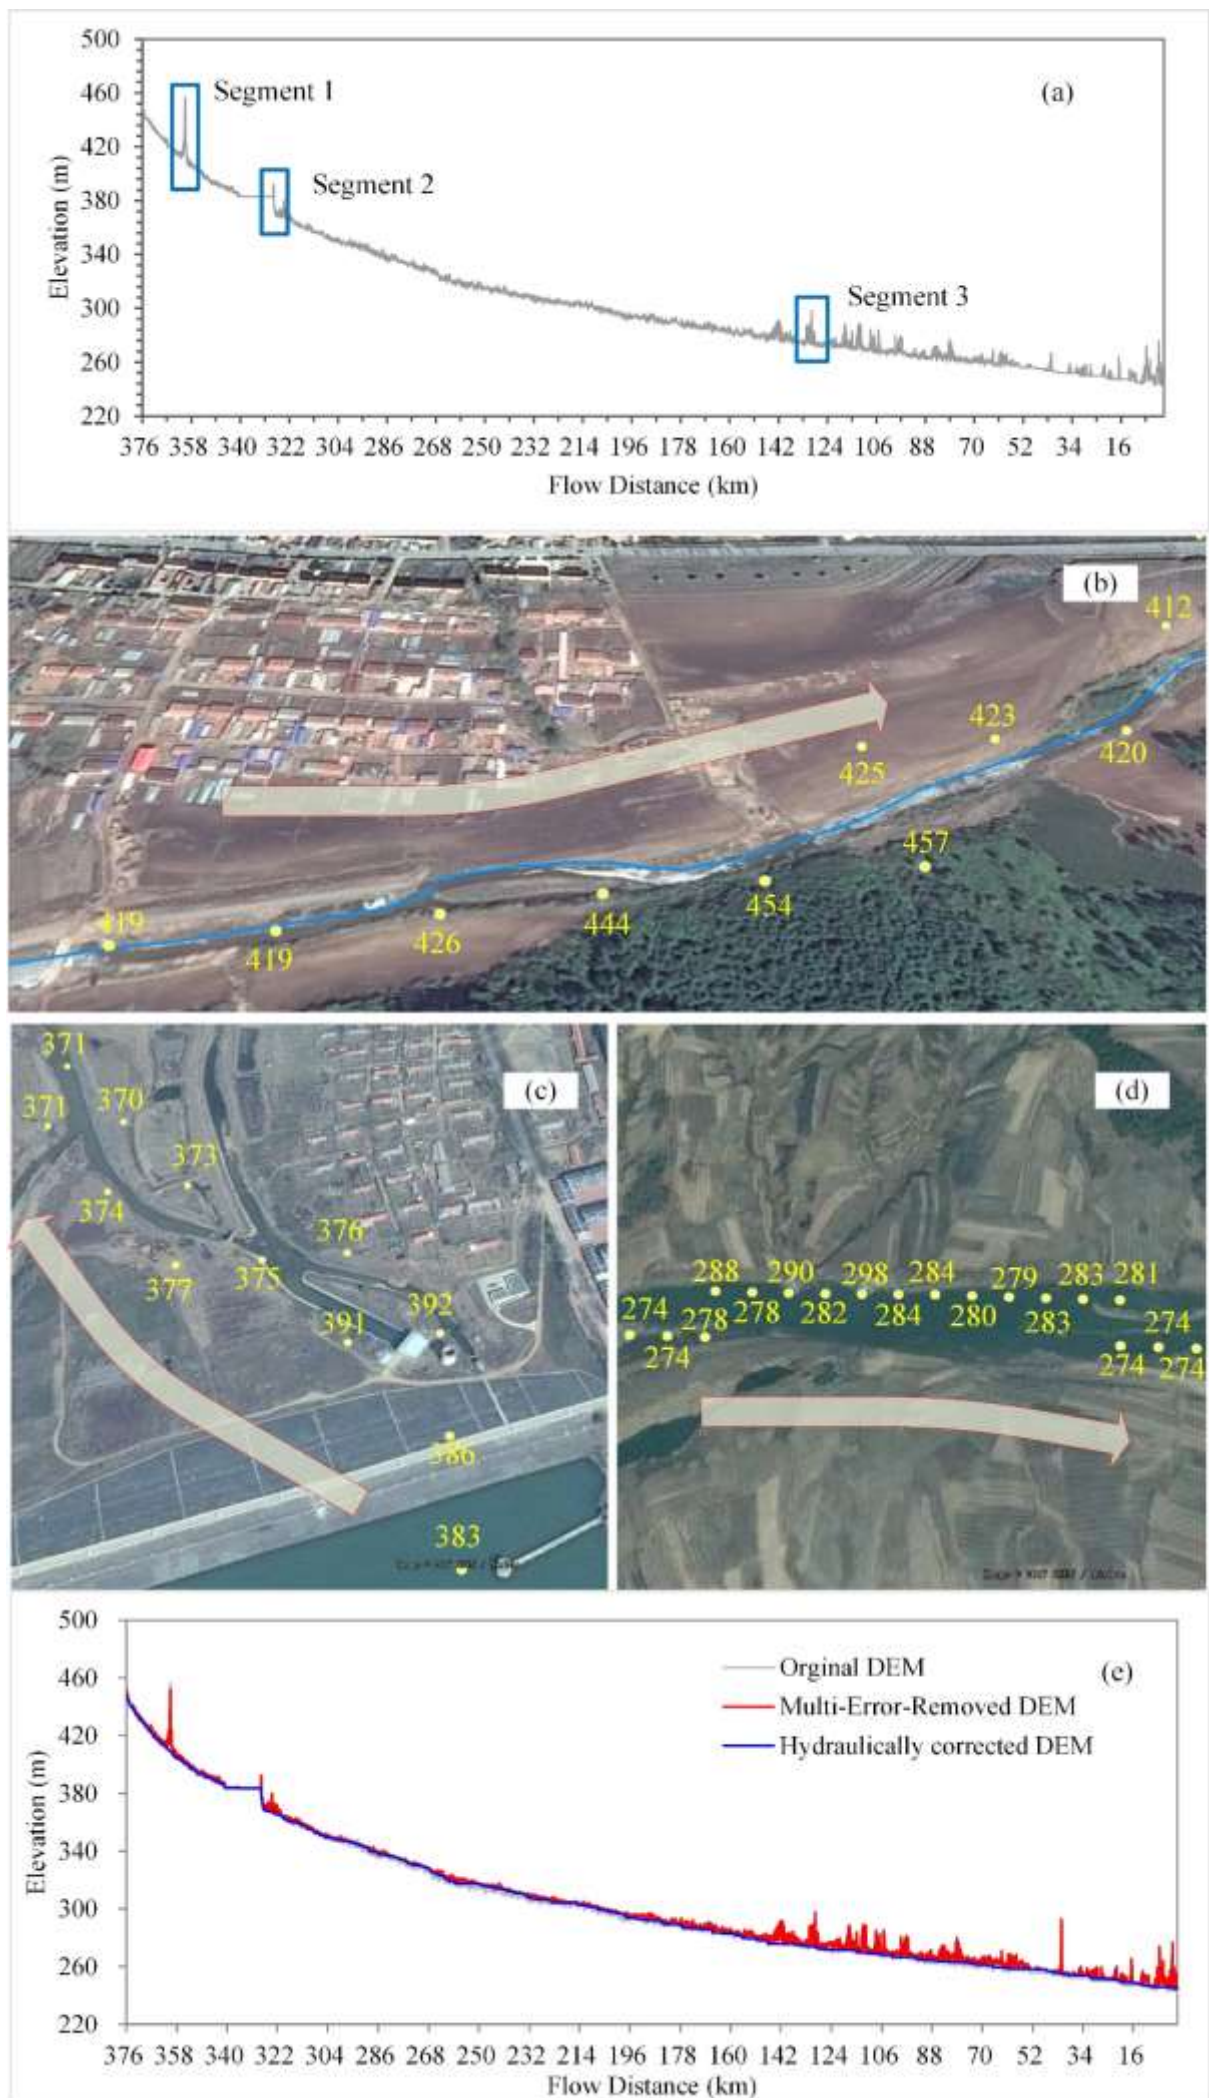 500
460
420
380
340
300
260
220
Elevation (m)
Segment 1
Segment 2
Segment 3
(a)
376 358 340 322 304 286 268 250 232 214 196 178 160 142 124 106 88 70 52 34 16
Flow Distance (km)
(b)
412
423
425
420
457
454
444
426
419
419
(c)
371
371
370
373
374
376
377
375
391
392
386
383
(d)
288 290 298 284 279 283 281
274 278 278 282 284 280 283 274
274 274 274
500
460
420
380
340
300
260
220
Elevation (m)
Orginal DEM
Multi-Error-Removed DEM
Hydraulically corrected DEM
(e)
376 358 340 322 304 286 268 250 232 214 196 178 160 142 124 106 88 70 52 34 16
Flow Distance (km)